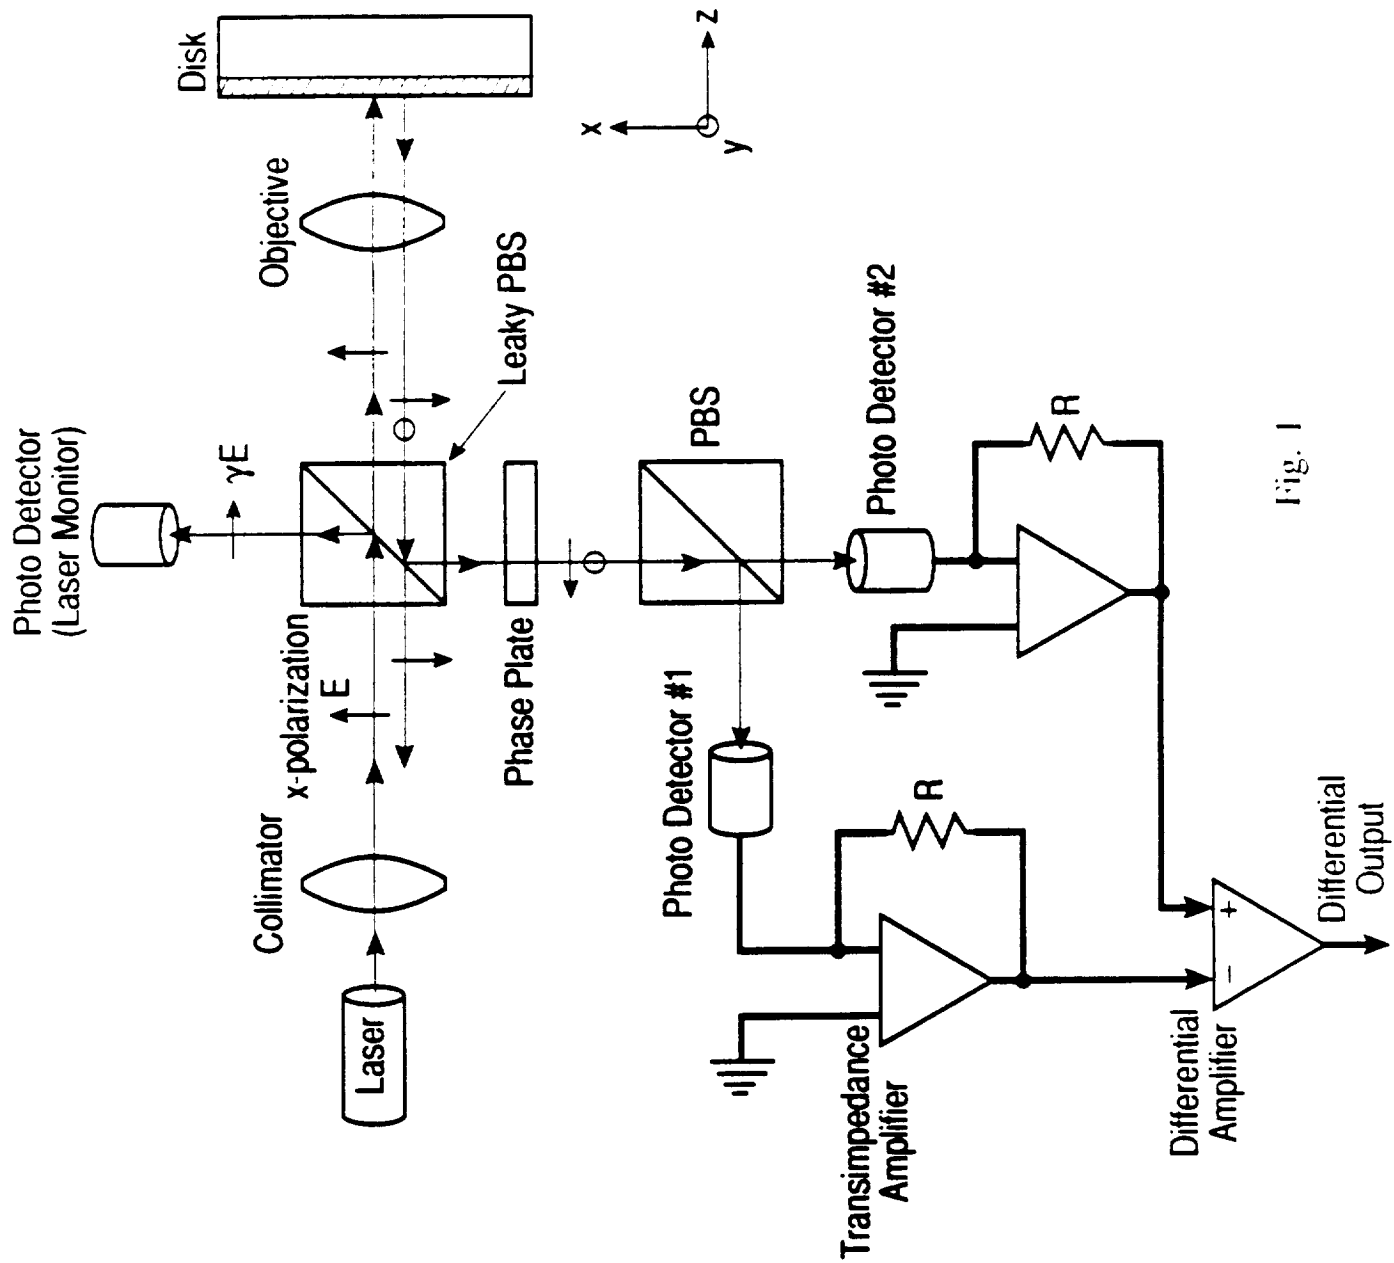 Disk
Objective
Photo Detector
(Laser Monitor)
γE
Leaky PBS
x
y
z
x-polarization
E
Collimator
Laser
Phase Plate
PBS
Photo Detector #1
Photo Detector #2
R
R
Transimpedance
Amplifier
Differential
Amplifier
−
+
Differential
Output
Fig. 1